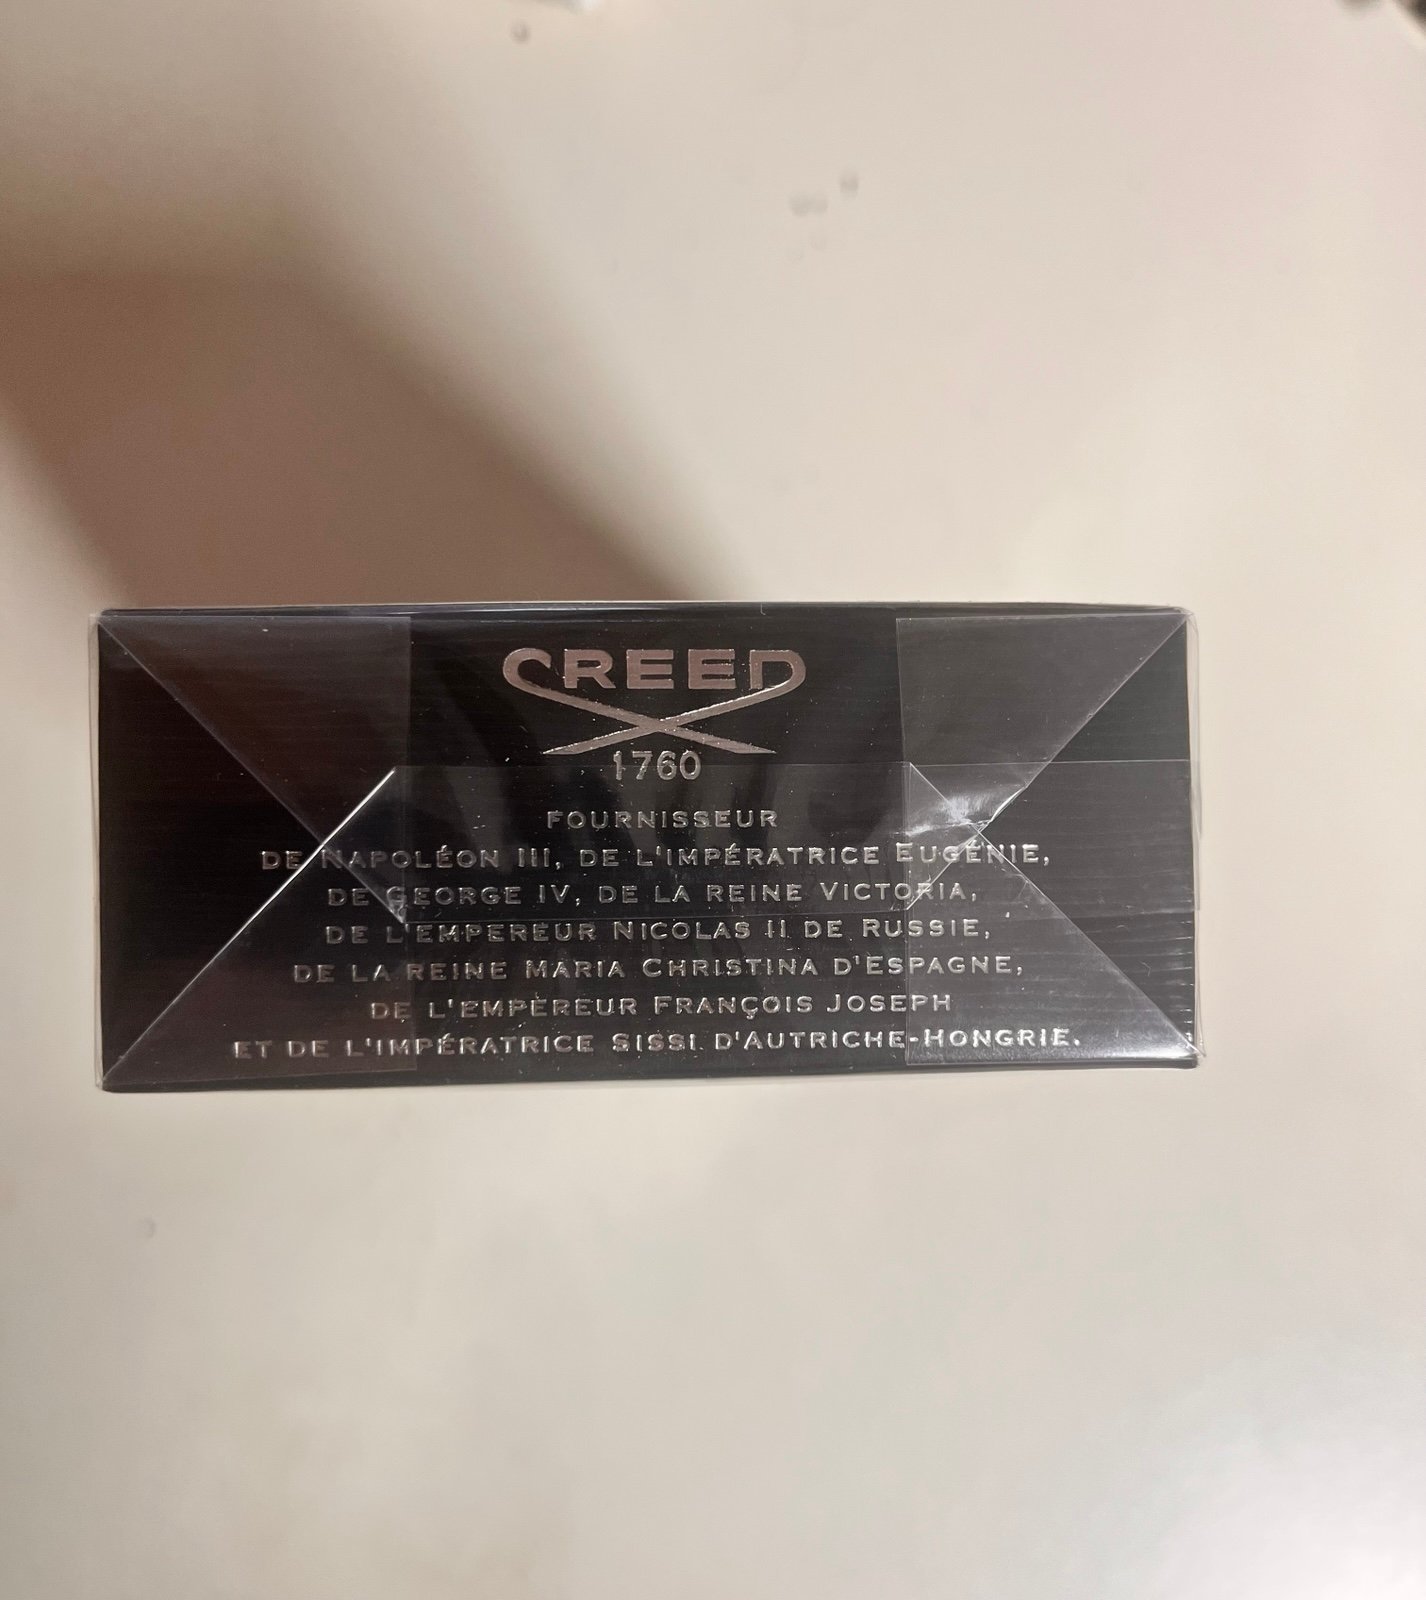 CREED
1760
FOURNISSEUR
DE NAPOLÉON III, DE L'IMPÉRATRICE EUGÉNIE,
DE GEORGE IV, DE LA REINE VICTORIA,
DE L'EMPEREUR NICOLAS II DE RUSSIE,
DE LA REINE MARIA CHRISTINA D'ESPAGNE,
DE L'EMPEREUR FRANÇOIS JOSEPH
ET DE L'IMPÉRATRICE SISSI D'AUTRICHE-HONGRIE.